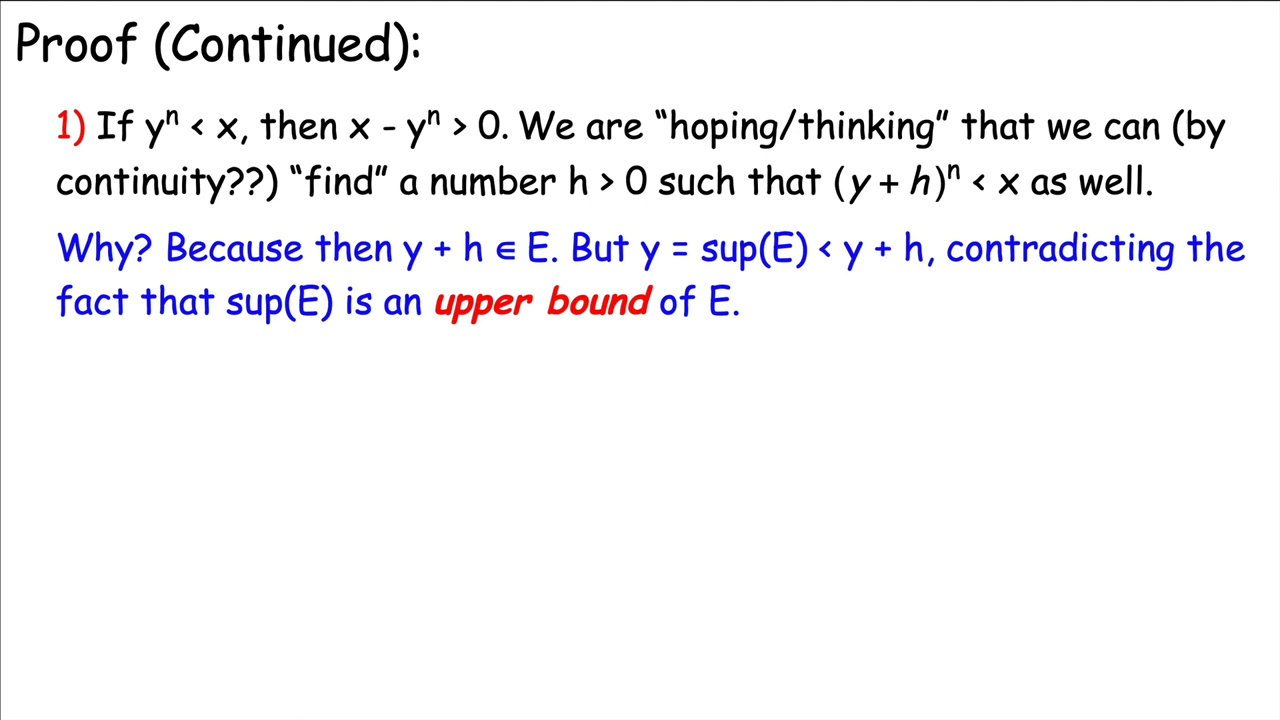 Proof (Continued):
1) If yⁿ < x, then x - yⁿ > 0. We are “hoping/thinking” that we can (by
continuity??) “find” a number h > 0 such that (y + h)ⁿ < x as well.
Why? Because then y + h ∈ E. But y = sup(E) < y + h, contradicting the
fact that sup(E) is an upper bound of E.